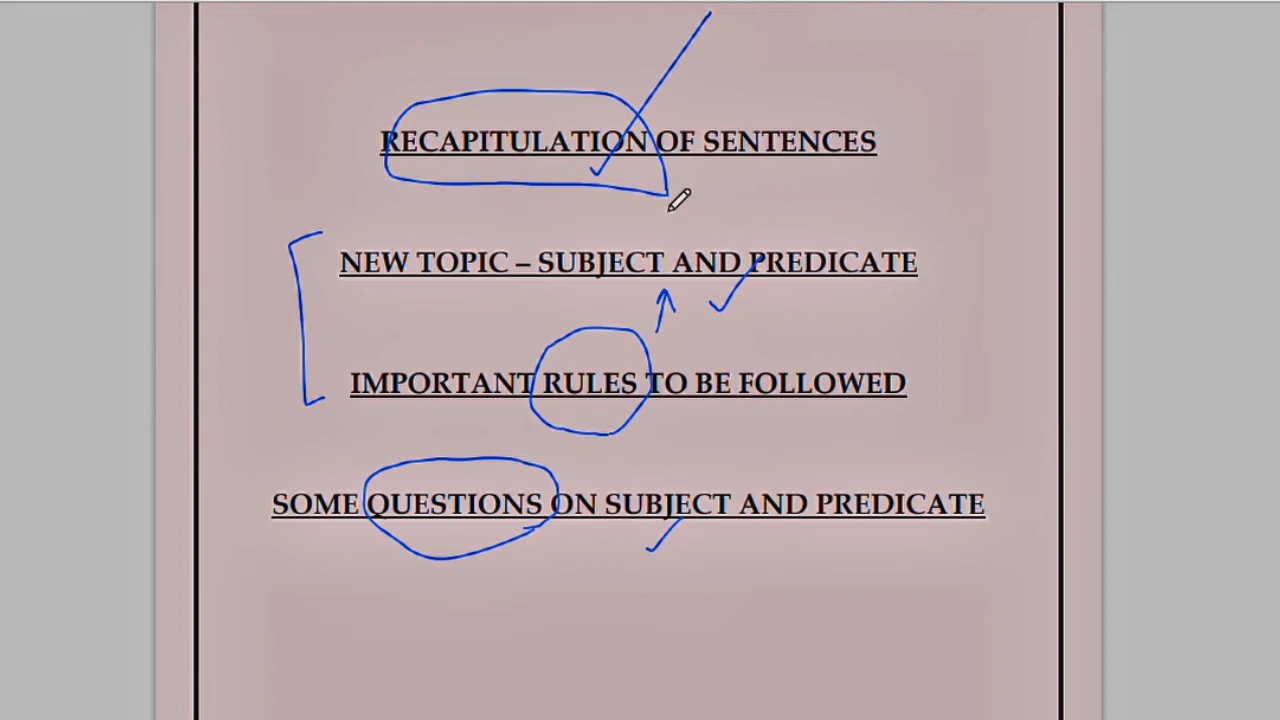 RECAPITULATION OF SENTENCES
NEW TOPIC – SUBJECT AND PREDICATE
IMPORTANT RULES TO BE FOLLOWED
SOME QUESTIONS ON SUBJECT AND PREDICATE